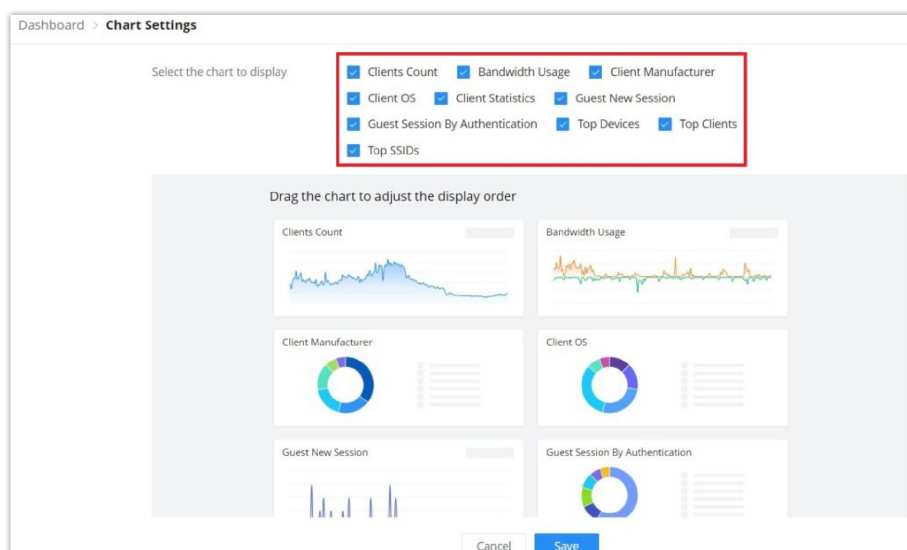 Dashboard > Chart Settings
Select the chart to display
Clients Count Bandwidth Usage Client Manufacturer
Client OS Client Statistics Guest New Session
Guest Session By Authentication Top Devices Top Clients
Top SSIDs
Drag the chart to adjust the display order
Clients Count
Bandwidth Usage
Client Manufacturer
Client OS
Guest New Session
Guest Session By Authentication
Cancel
Save